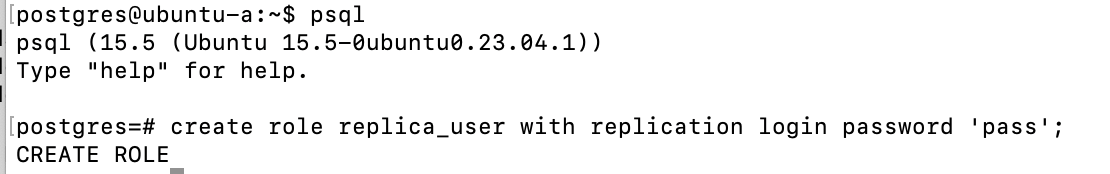 [postgres@ubuntu-a:~$ psql
psql (15.5 (Ubuntu 15.5-0ubuntu0.23.04.1))
Type "help" for help.
[postgres=# create role replica_user with replication login password 'pass';
CREATE ROLE